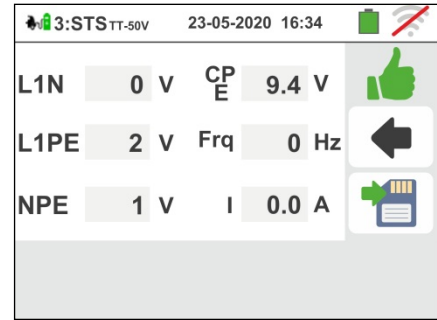 3:STS TT-50V 23-05-2020 16:34
L1N 0 V CPE 9.4 V
L1PE 2 V Frq 0 Hz
NPE 1 V I 0.0 A